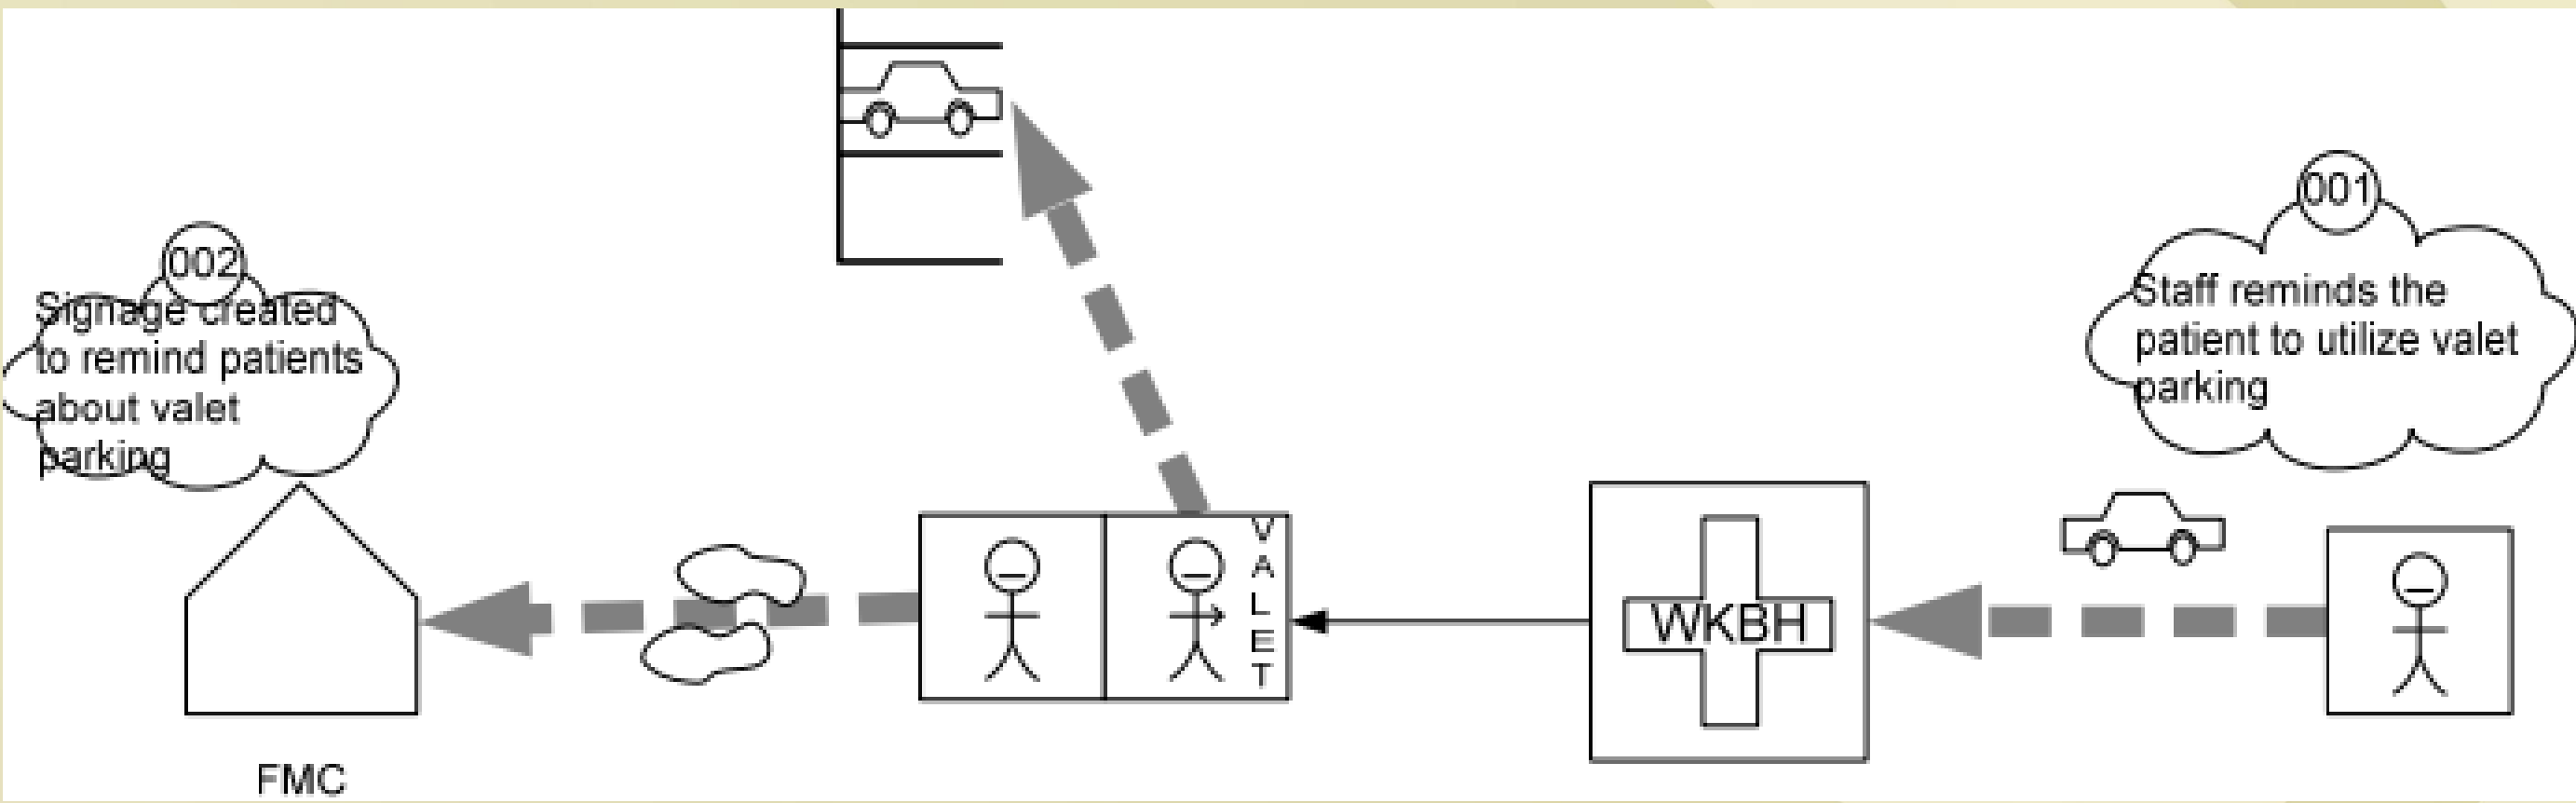 002
Signage created
to remind patients
about valet
parking
FMC
V
A
L
E
T
WKBH
001
Staff reminds the
patient to utilize valet
parking